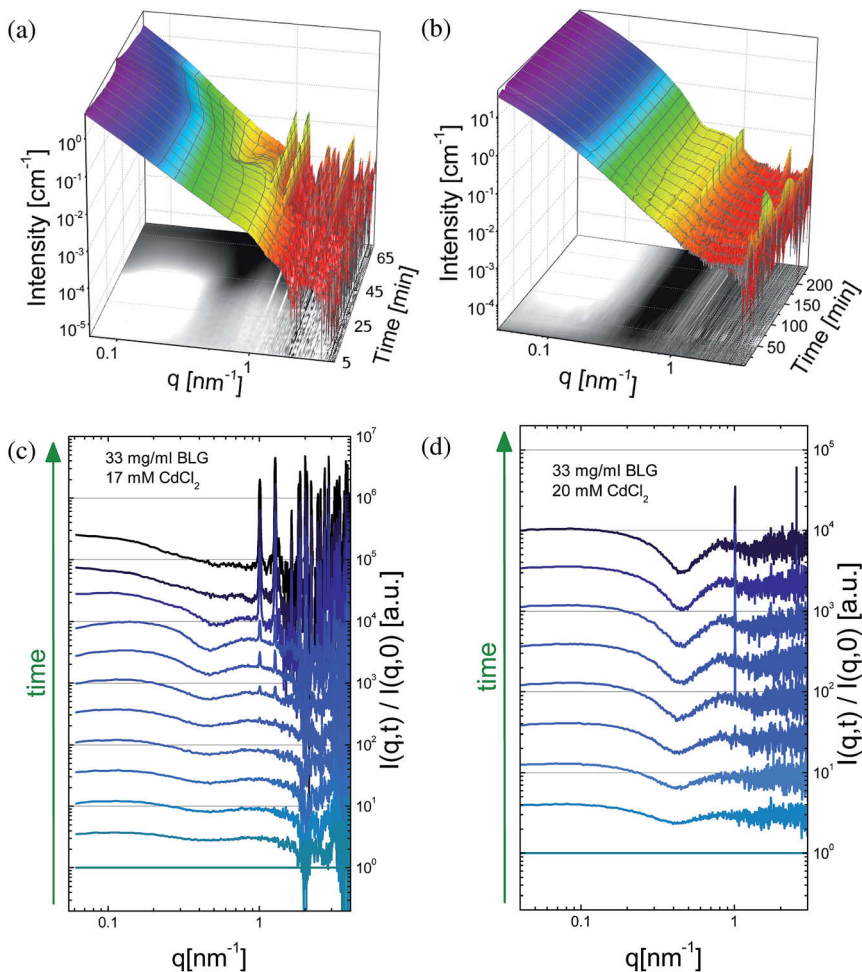 (a)
Intensity [cm⁻¹]
10⁰
10⁻¹
10⁻²
10⁻³
10⁻⁴
10⁻⁵
0.1
1
q [nm⁻¹]
5
25
45
65
Time [min]
(b)
Intensity [cm⁻¹]
10¹
10⁰
10⁻¹
10⁻²
10⁻³
10⁻⁴
0.1
1
q [nm⁻¹]
50
100
150
200
Time [min]
(c)
time
33 mg/ml BLG
17 mM CdCl₂
10⁷
10⁶
10⁵
10⁴
10³
10²
10¹
10⁰
I(q,t) / I(q,0) [a.u.]
0.1
1
q[nm⁻¹]
(d)
time
33 mg/ml BLG
20 mM CdCl₂
10⁵
10⁴
10³
10²
10¹
10⁰
I(q,t) / I(q,0) [a.u.]
0.1
1
q[nm⁻¹]